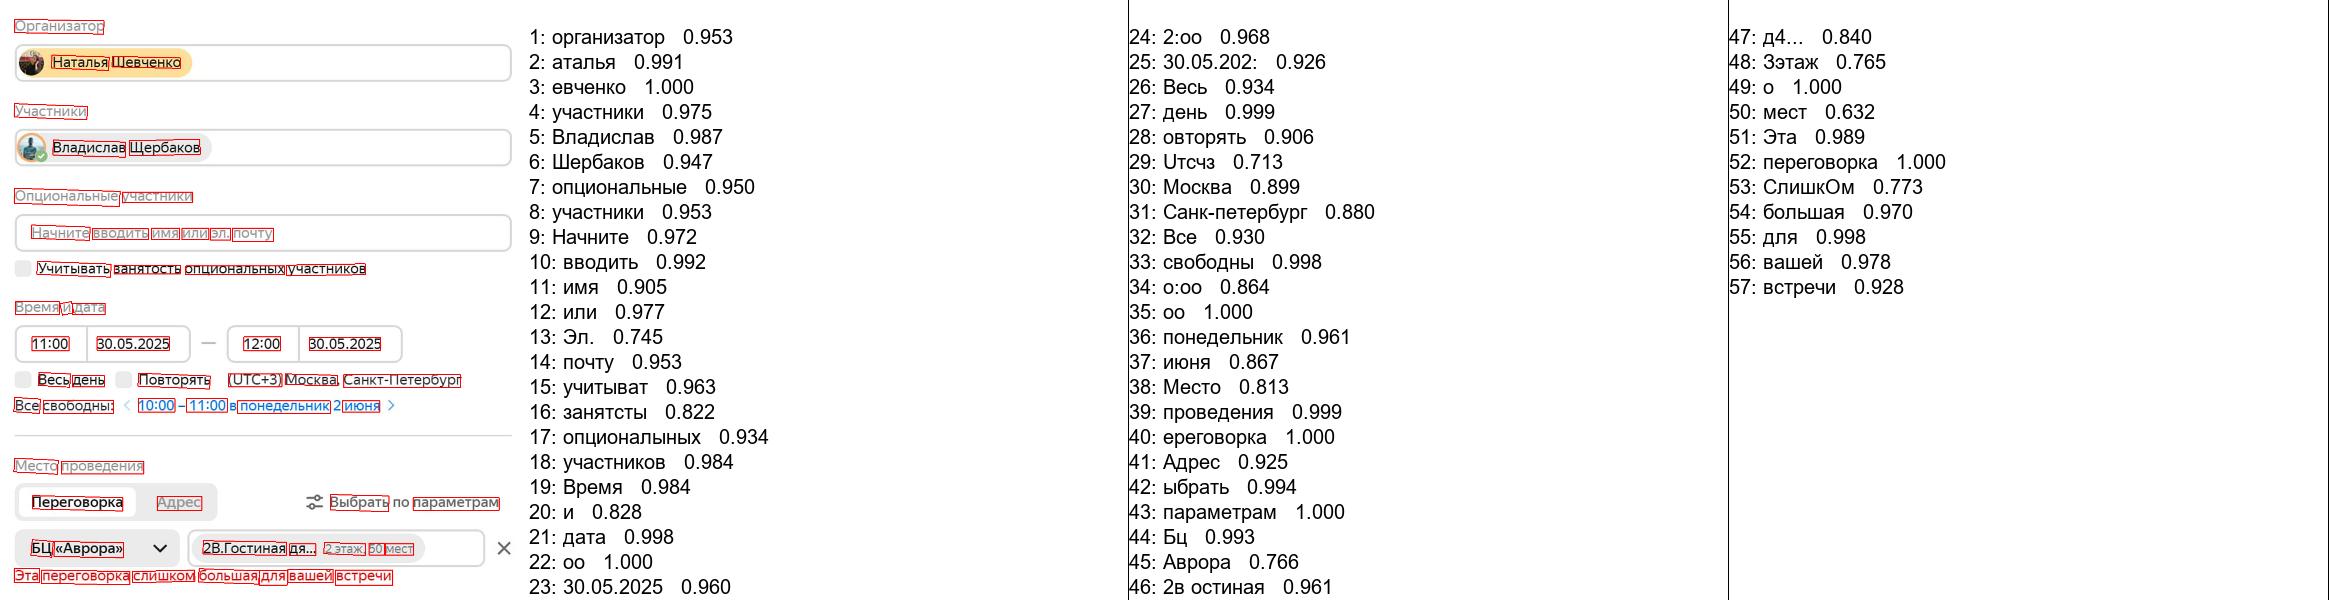 Организатор
Наталья Шевченко
Участники
Владислав Щербаков
Опциональные участники
Начните вводить имя или эл. почту
Учитывать занятость опциональных участников
Время и дата
11:00 30.05.2025 — 12:00 30.05.2025
Весь день Повторять (UTC+3) Москва, Санкт-Петербург
Все свободны: < 10:00 – 11:00 в понедельник 2 июня >
Место проведения
Переговорка Адрес Выбрать по параметрам
БЦ «Аврора» 2В.Гостиная дя... 2 этаж, 50 мест
Эта переговорка слишком большая для вашей встречи
1: организатор 0.953
2: аталья 0.991
3: евченко 1.000
4: участники 0.975
5: Владислав 0.987
6: Шербаков 0.947
7: опциональные 0.950
8: участники 0.953
9: Начните 0.972
10: вводить 0.992
11: имя 0.905
12: или 0.977
13: Эл. 0.745
14: почту 0.953
15: учитыват 0.963
16: занятсты 0.822
17: опционалыных 0.934
18: участников 0.984
19: Время 0.984
20: и 0.828
21: дата 0.998
22: оо 1.000
23: 30.05.2025 0.960
24: 2:оо 0.968
25: 30.05.202: 0.926
26: Весь 0.934
27: день 0.999
28: овторять 0.906
29: Uтсчз 0.713
30: Москва 0.899
31: Санк-петербург 0.880
32: Все 0.930
33: свободны 0.998
34: о:оо 0.864
35: оо 1.000
36: понедельник 0.961
37: июня 0.867
38: Место 0.813
39: проведения 0.999
40: ереговорка 1.000
41: Адрес 0.925
42: ыбрать 0.994
43: параметрам 1.000
44: Бц 0.993
45: Аврора 0.766
46: 2в остиная 0.961
47: д4... 0.840
48: Зэтаж 0.765
49: о 1.000
50: мест 0.632
51: Эта 0.989
52: переговорка 1.000
53: СлишкОм 0.773
54: большая 0.970
55: для 0.998
56: вашей 0.978
57: встречи 0.928